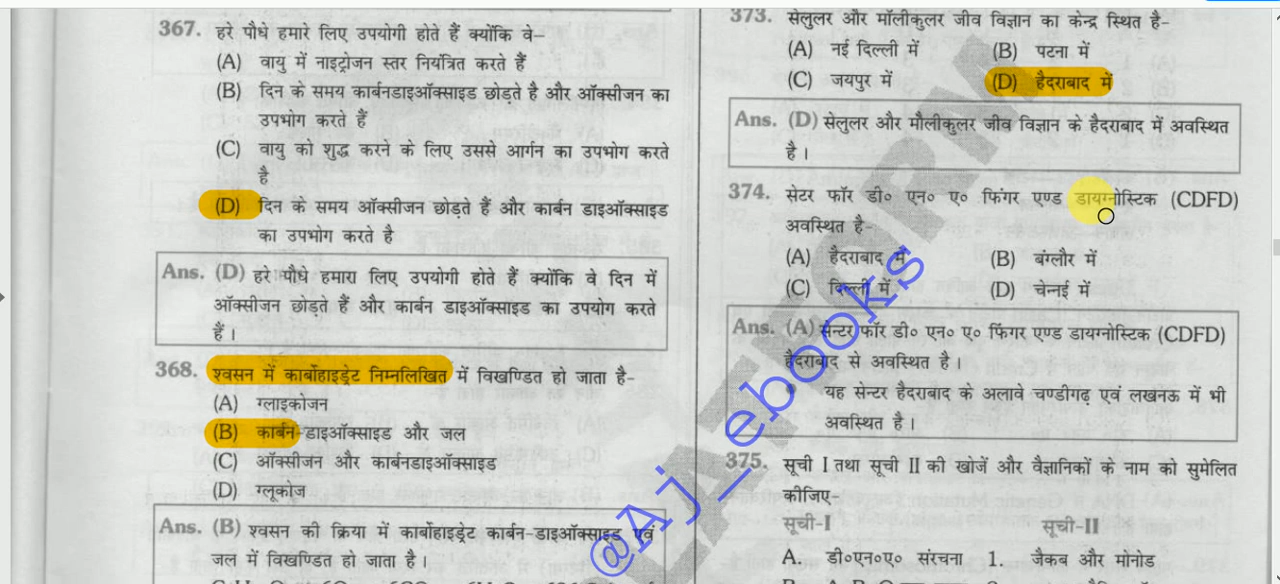 367. हरे पौधे हमारे लिए उपयोगी होते हैं क्योंकि वे–
(A) वायु में नाइट्रोजन स्तर नियंत्रित करते हैं
(B) दिन के समय कार्बनडाइऑक्साइड छोड़ते है और ऑक्सीजन का
उपभोग करते हैं
(C) वायु को शुद्ध करने के लिए उससे आर्गन का उपभोग करते
है
(D) दिन के समय ऑक्सीजन छोड़ते हैं और कार्बन डाइऑक्साइड
का उपभोग करते है
Ans. (D) हरे पौधे हमारा लिए उपयोगी होते हैं क्योंकि वे दिन में
ऑक्सीजन छोड़ते हैं और कार्बन डाइऑक्साइड का उपयोग करते
हैं।
368. श्वसन में कार्बोहाइड्रेट निम्नलिखित में विखण्डित हो जाता है–
(A) ग्लाइकोजन
(B) कार्बन-डाइऑक्साइड और जल
(C) ऑक्सीजन और कार्बनडाइऑक्साइड
(D) ग्लूकोज
Ans. (B) श्वसन की क्रिया में कार्बोहाइड्रेट कार्बन-डाइऑक्साइड एवं
जल में विखण्डित हो जाता है।
373. सेलुलर और मॉलीकुलर जीव विज्ञान का केन्द्र स्थित है–
(A) नई दिल्ली में (B) पटना में
(C) जयपुर में (D) हैदराबाद में
Ans. (D) सेलुलर और मौलीकुलर जीव विज्ञान के हैदराबाद में अवस्थित
है।
374. सेटर फॉर डी० एन० ए० फिंगर एण्ड डायग्नोस्टिक (CDFD)
अवस्थित है–
(A) हैदराबाद में (B) बंग्लौर में
(C) दिल्ली में (D) चेन्नई में
Ans. (A) सेन्टर फॉर डी० एन० ए० फिंगर एण्ड डायग्नोस्टिक (CDFD)
हैदराबाद से अवस्थित है।
• यह सेन्टर हैदराबाद के अलावे चण्डीगढ़ एवं लखनऊ में भी
अवस्थित है।
375. सूची I तथा सूची II की खोजें और वैज्ञानिकों के नाम को सुमेलित
कीजिए–
सूची-I सूची-II
A. डी०एन०ए० संरचना 1. जैकब और मोनोड
@Aj_ebooks